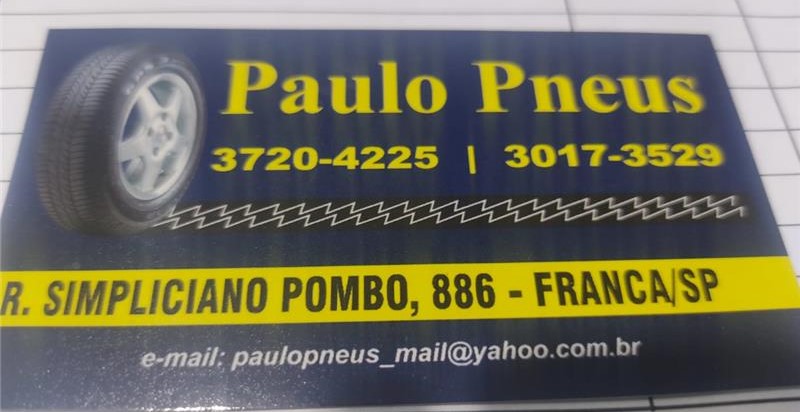 Paulo Pneus
3720-4225 | 3017-3529
R. SIMPLICIANO POMBO, 886 - FRANCA/SP
e-mail: paulopneus_mail@yahoo.com.br